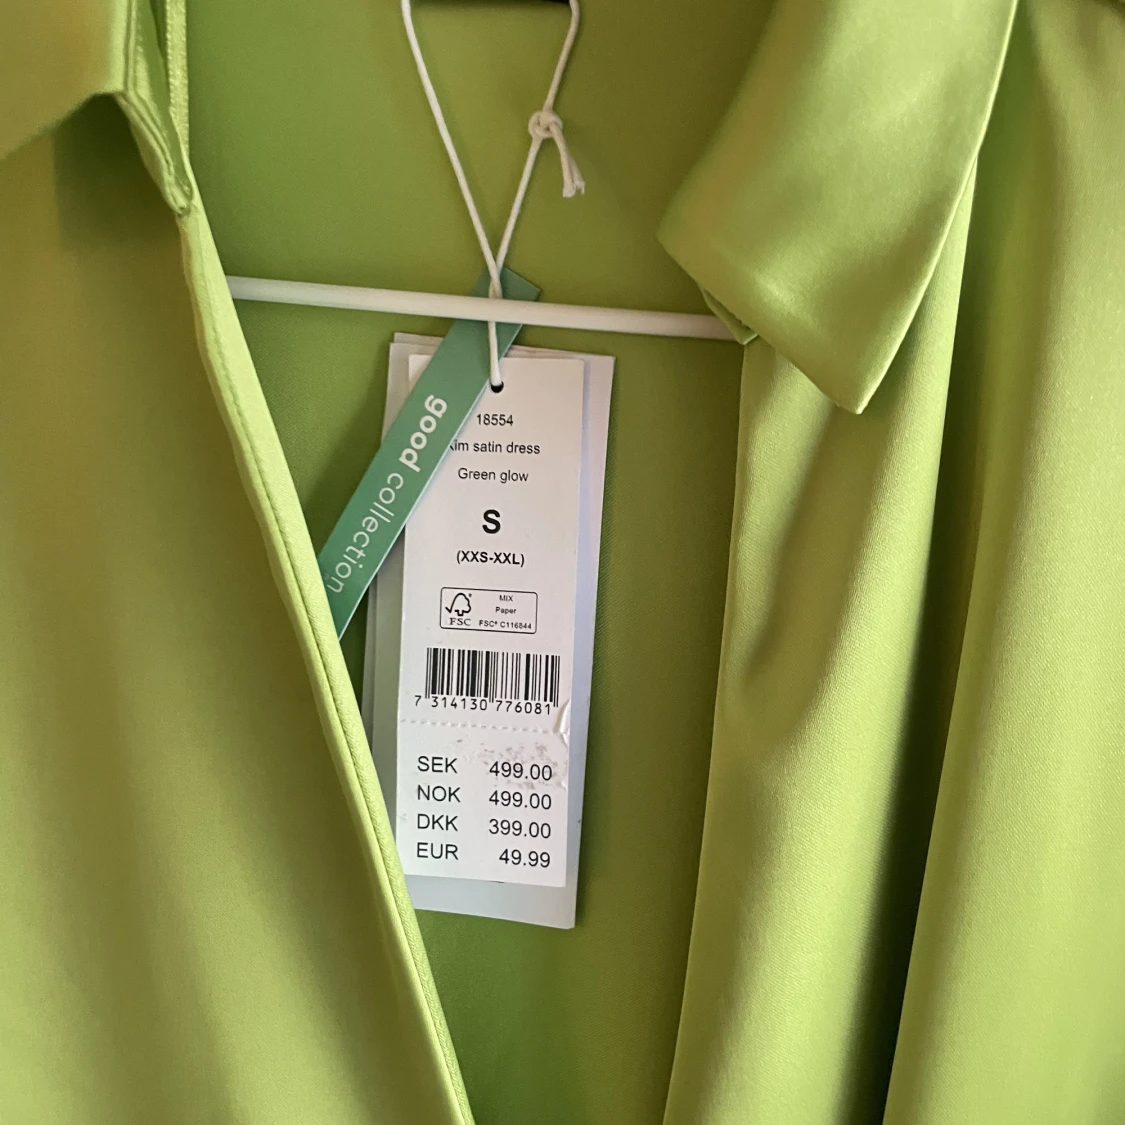 good collection
18554
Kim satin dress
Green glow
S
(XXS-XXL)
FSC
MIX
Paper
FSC® C116844
7 314130 776081
SEK 499.00
NOK 499.00
DKK 399.00
EUR 49.99